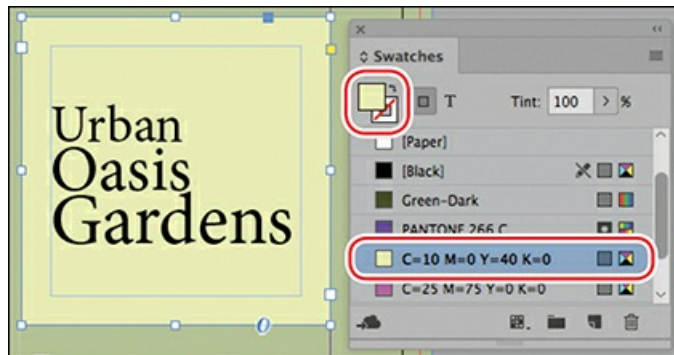 Urban
Oasis
Gardens
Swatches
T Tint: 100 > %
[Paper]
[Black]
Green-Dark
PANTONE 266 C
C=10 M=0 Y=40 K=0
C=25 M=75 Y=0 K=0